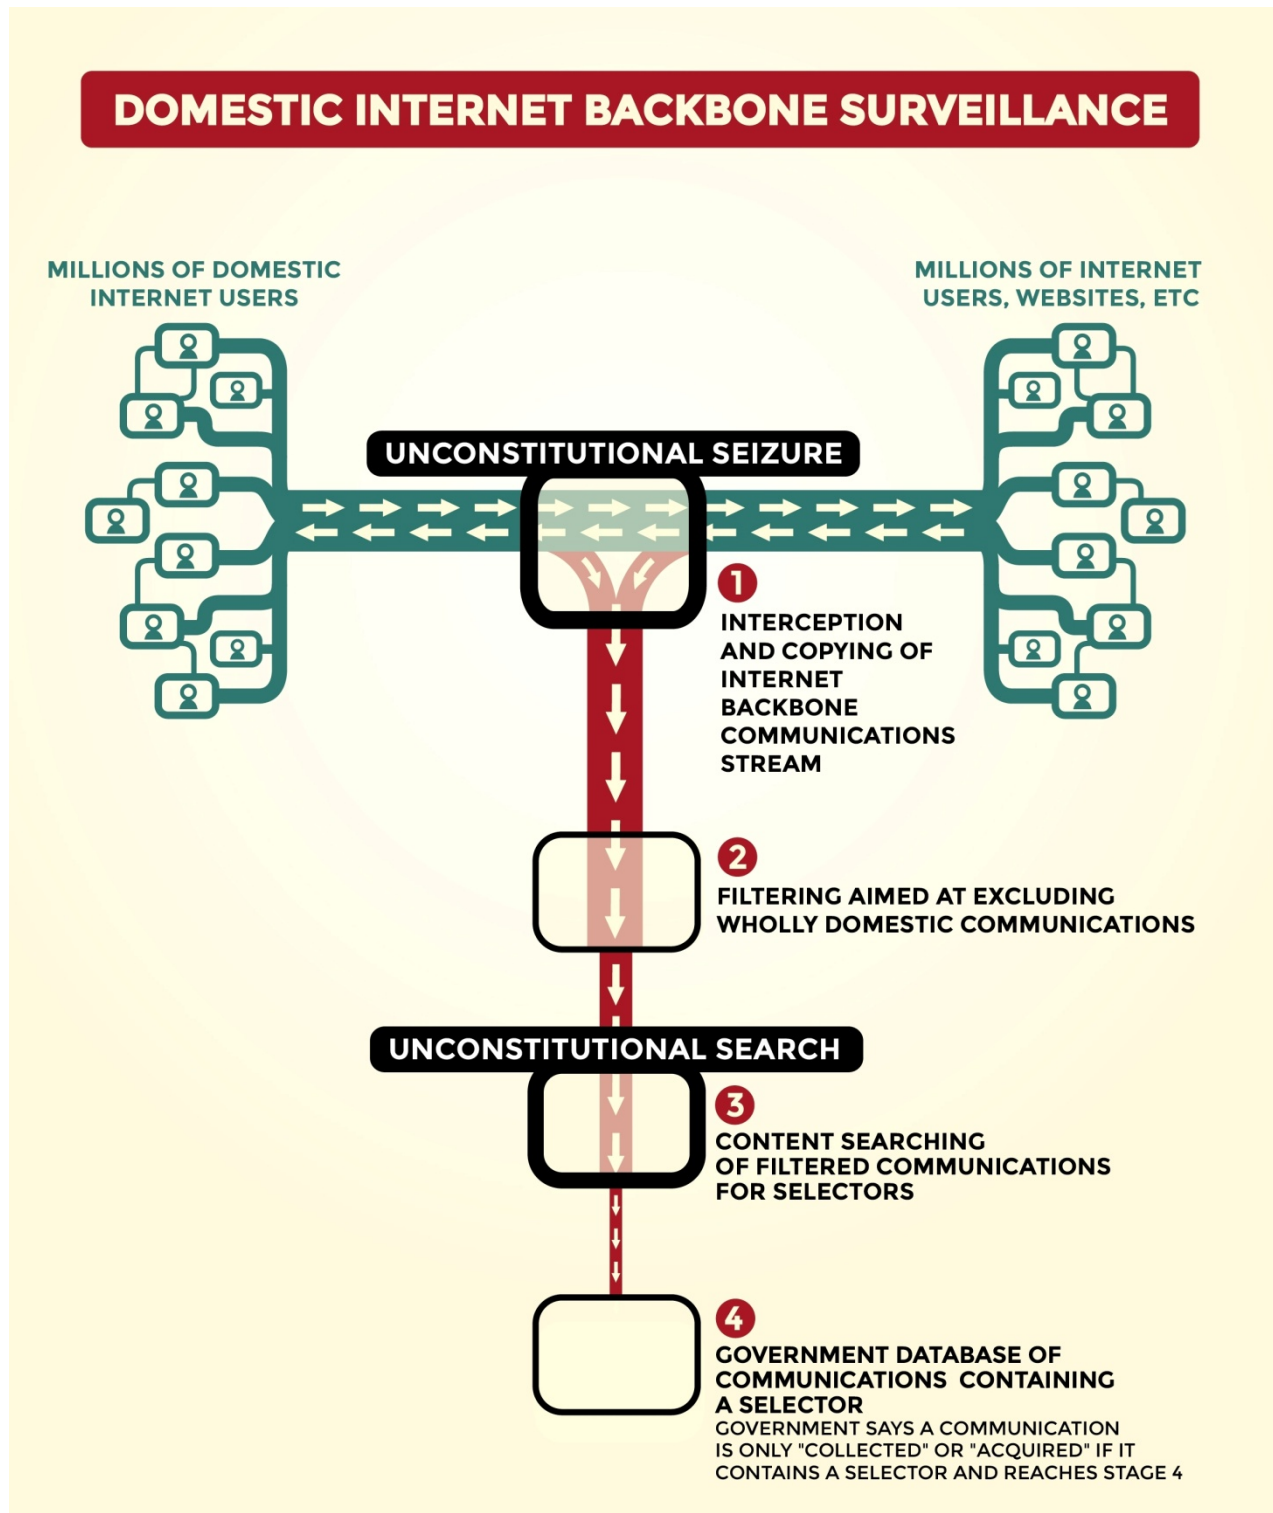 DOMESTIC INTERNET BACKBONE SURVEILLANCE
MILLIONS OF DOMESTIC
INTERNET USERS
MILLIONS OF INTERNET
USERS, WEBSITES, ETC
UNCONSTITUTIONAL SEIZURE
1
INTERCEPTION
AND COPYING OF
INTERNET
BACKBONE
COMMUNICATIONS
STREAM
2
FILTERING AIMED AT EXCLUDING
WHOLLY DOMESTIC COMMUNICATIONS
UNCONSTITUTIONAL SEARCH
3
CONTENT SEARCHING
OF FILTERED COMMUNICATIONS
FOR SELECTORS
4
GOVERNMENT DATABASE OF
COMMUNICATIONS CONTAINING
A SELECTOR
GOVERNMENT SAYS A COMMUNICATION
IS ONLY "COLLECTED" OR "ACQUIRED" IF IT
CONTAINS A SELECTOR AND REACHES STAGE 4